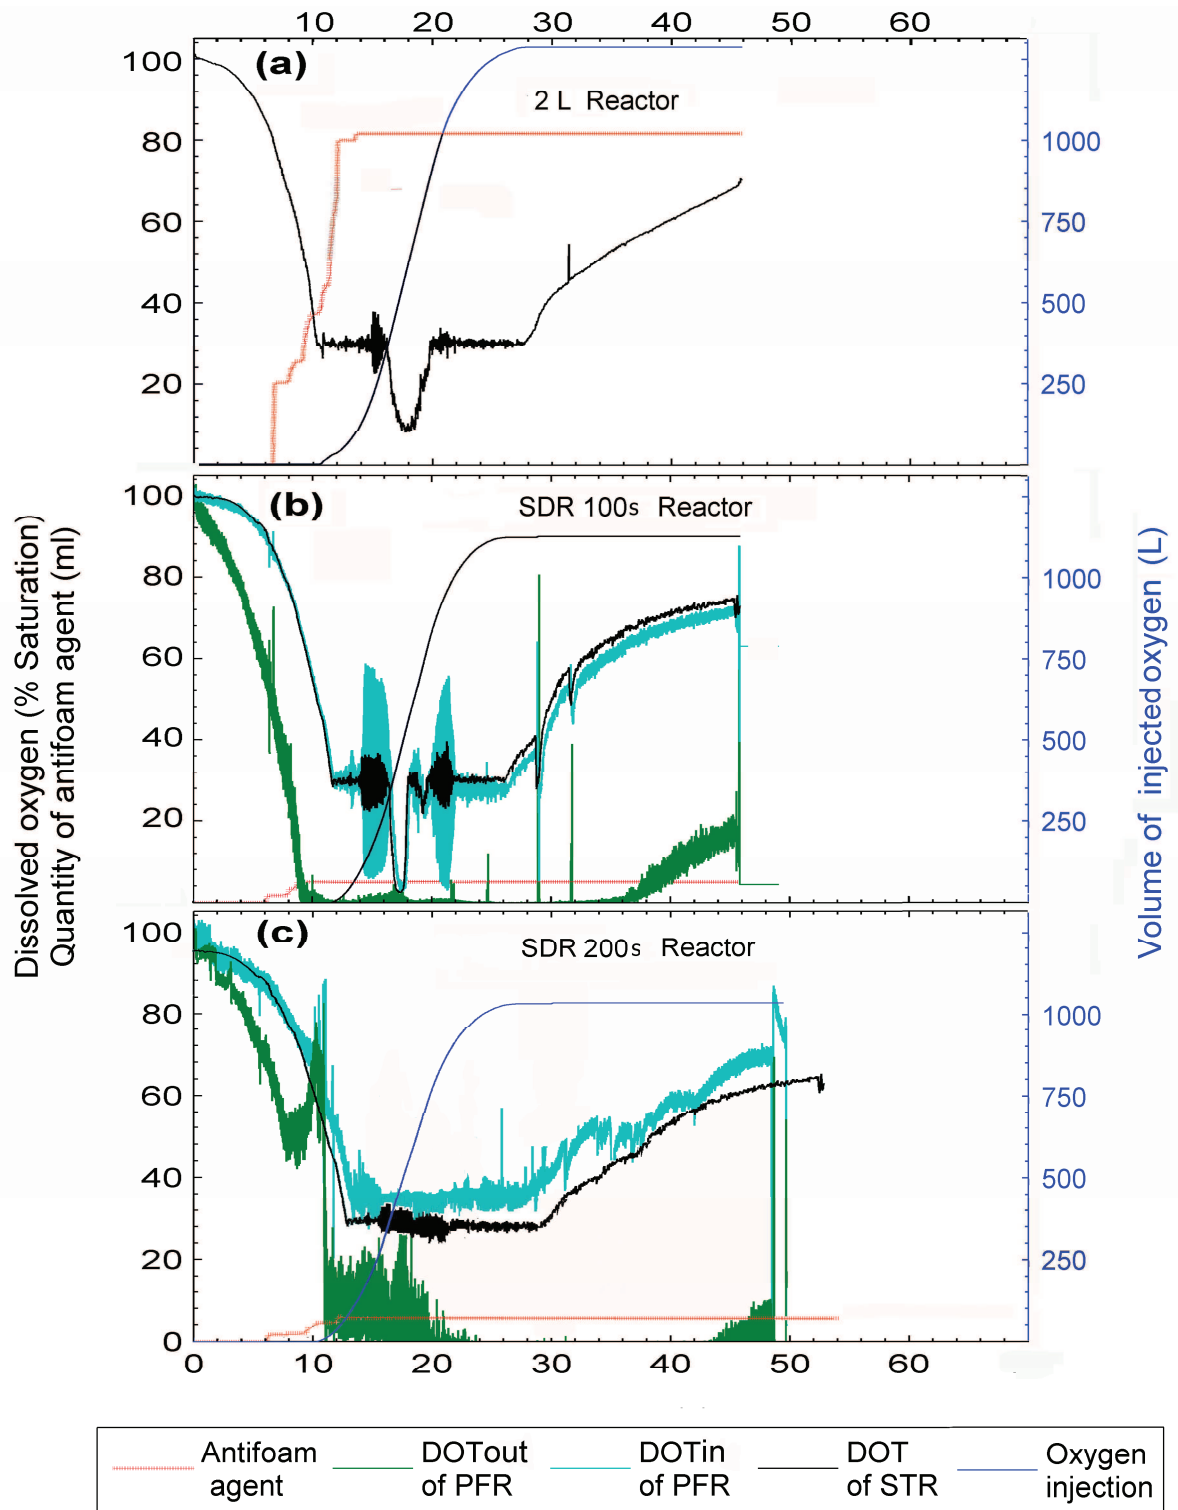 10 20 30 40 50 60
(a)
2 L Reactor
100
80
60
40
20
1000
750
500
250
(b)
SDR 100s Reactor
100
80
60
40
20
1000
750
500
250
(c)
SDR 200s Reactor
100
80
60
40
20
0
1000
750
500
250
0 10 20 30 40 50 60
Dissolved oxygen (% Saturation)
Quantity of antifoam agent (ml)
Volume of injected oxygen (L)
Antifoam agent
DOTout of PFR
DOTin of PFR
DOT of STR
Oxygen injection